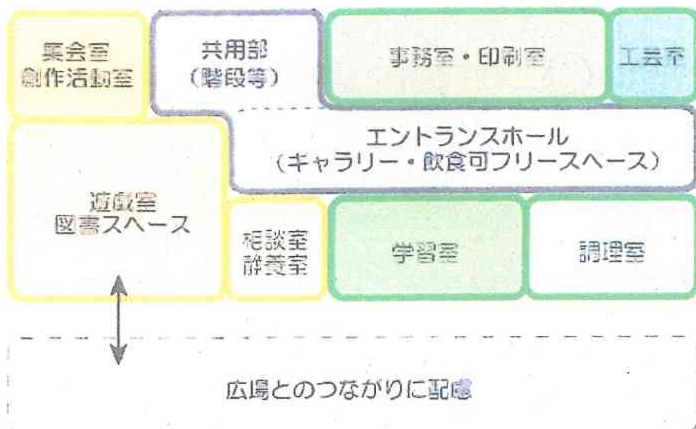 集会室
創作活動室
共用部
（階段等）
事務室・印刷室
工芸室
エントランスホール
（ギャラリー・飲食可フリースペース）
遊戯室
図書スペース
相談室
静養室
学習室
調理室
広場とのつながりに配慮